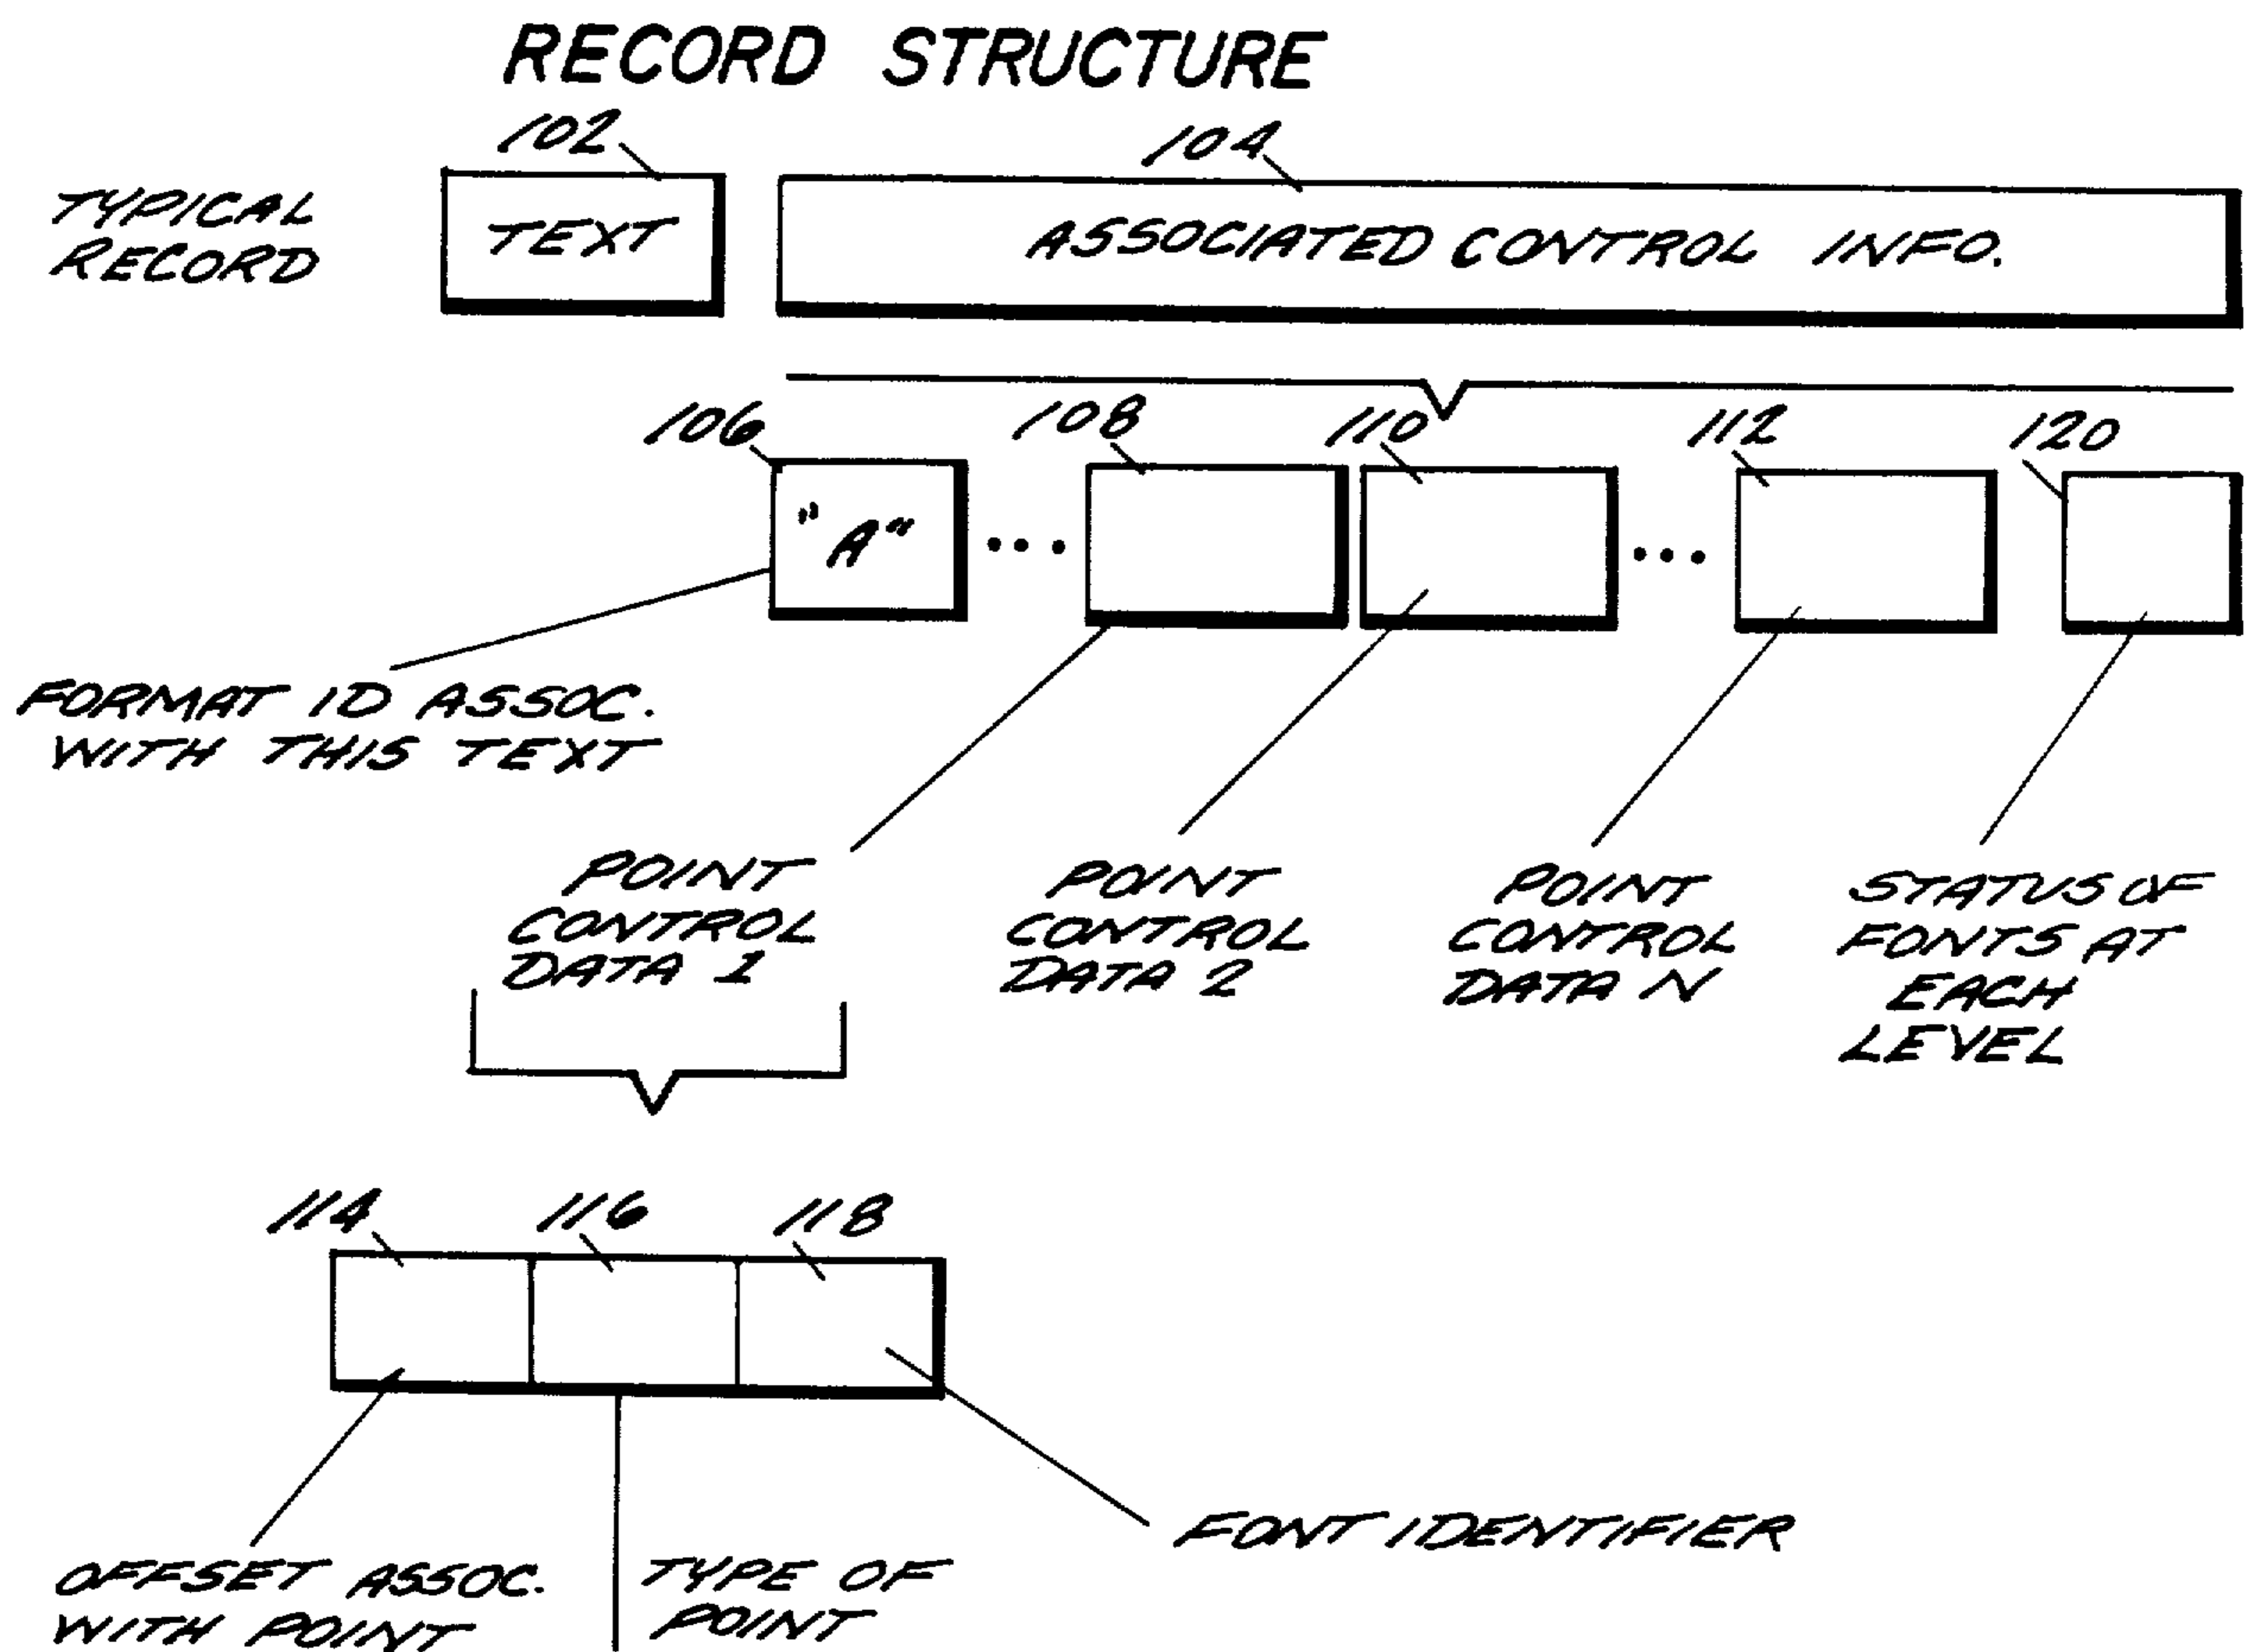 RECORD STRUCTURE
102
104
TYPICAL
RECORD
TEXT
ASSOCIATED CONTROL INFO.
106
108
110
112
120
"A"
...
...
FORMAT ID ASSOC.
WITH THIS TEXT
POINT
CONTROL
DATA 1
POINT
CONTROL
DATA 2
POINT
CONTROL
DATA N
STATUS OF
FONTS AT
EACH
LEVEL
114
116
118
OFFSET ASSOC.
WITH POINT
TYPE OF
POINT
FONT IDENTIFIER